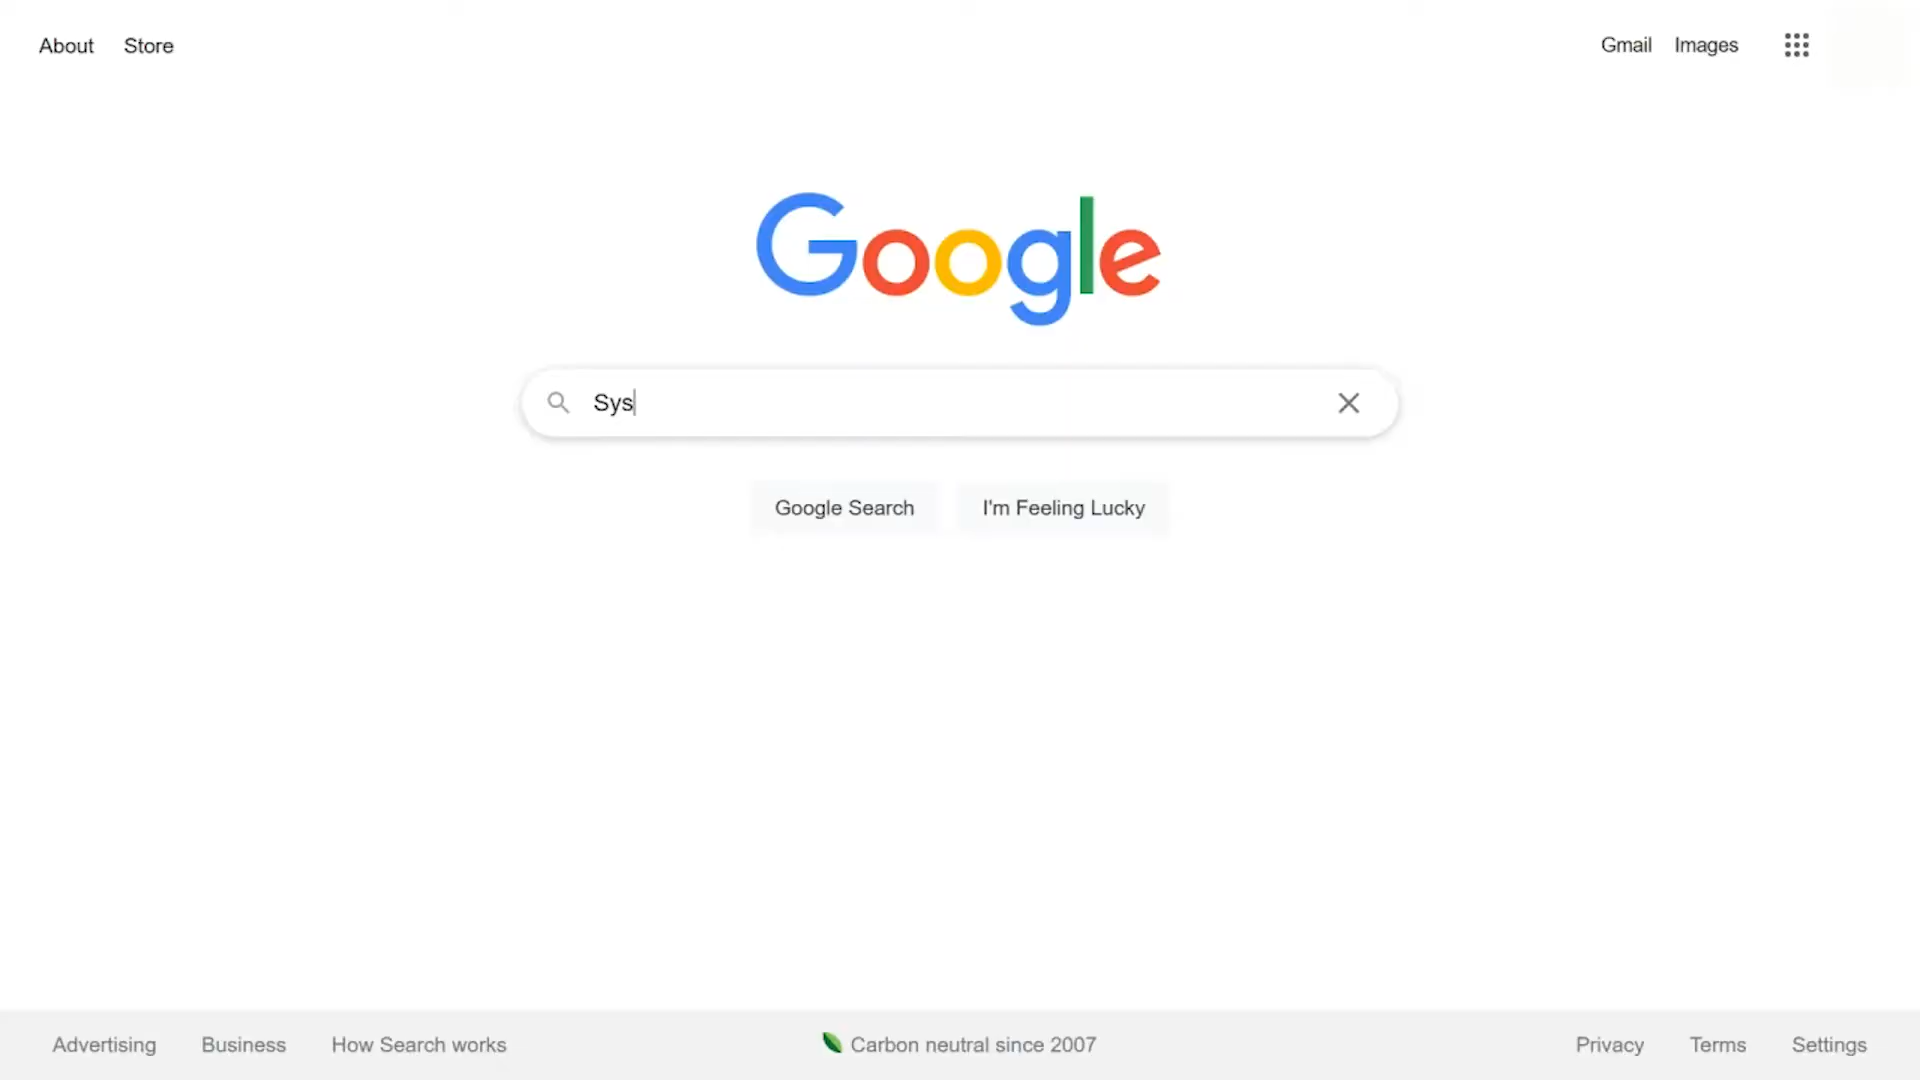 About Store
Gmail Images
Google
Sys
Google Search I'm Feeling Lucky
Advertising Business How Search works
Carbon neutral since 2007
Privacy Terms Settings